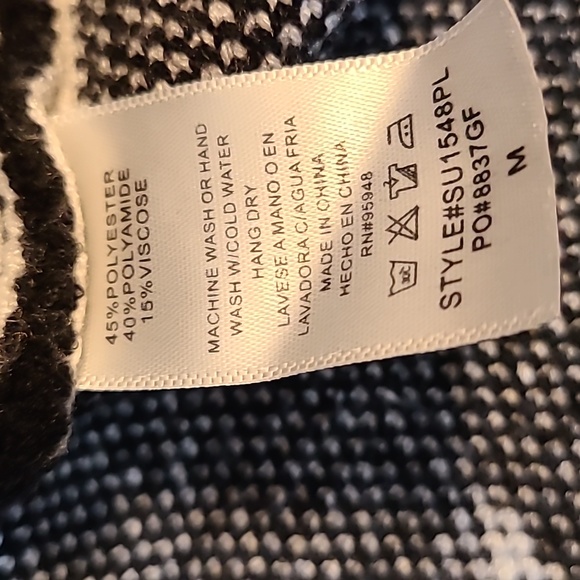 45%POLYESTER
40%POLYAMIDE
15%VISCOSE
MACHINE WASH OR HAND
WASH W/COLD WATER
HANG DRY
LAVESE A MANO O EN
LAVADORA C/AGUA FRIA
MADE IN CHINA
HECHO EN CHINA
RN#95948
STYLE#SU1548PL
PO#8837GF
M